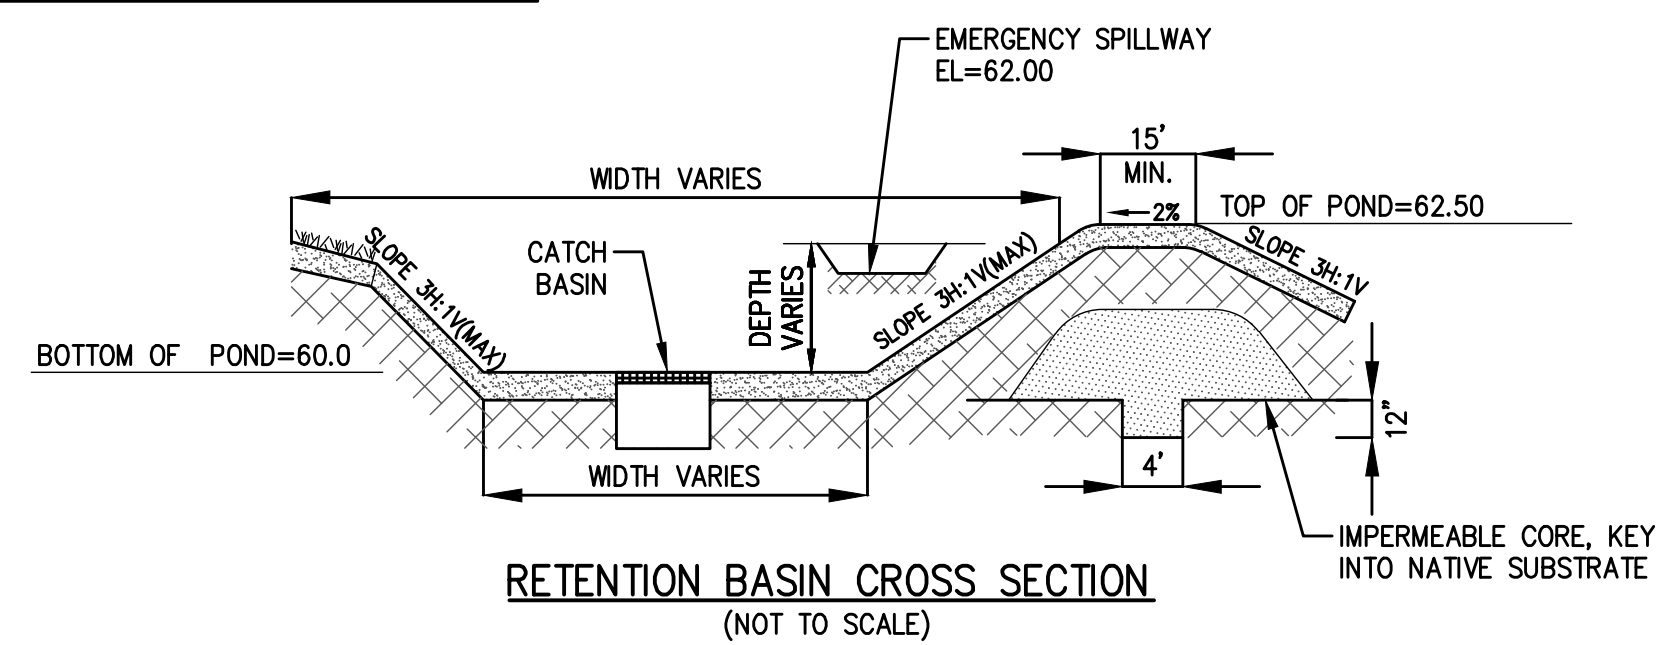 EMERGENCY SPILLWAY
EL=62.00
15'
MIN.
WIDTH VARIES
2%
TOP OF POND=62.50
SLOPE 3H:1V(MAX)
CATCH
BASIN
DEPTH
VARIES
SLOPE 3H:1V(MAX)
SLOPE 3H:1V
BOTTOM OF POND=60.0
12"
WIDTH VARIES
4'
IMPERMEABLE CORE, KEY
INTO NATIVE SUBSTRATE
RETENTION BASIN CROSS SECTION
(NOT TO SCALE)